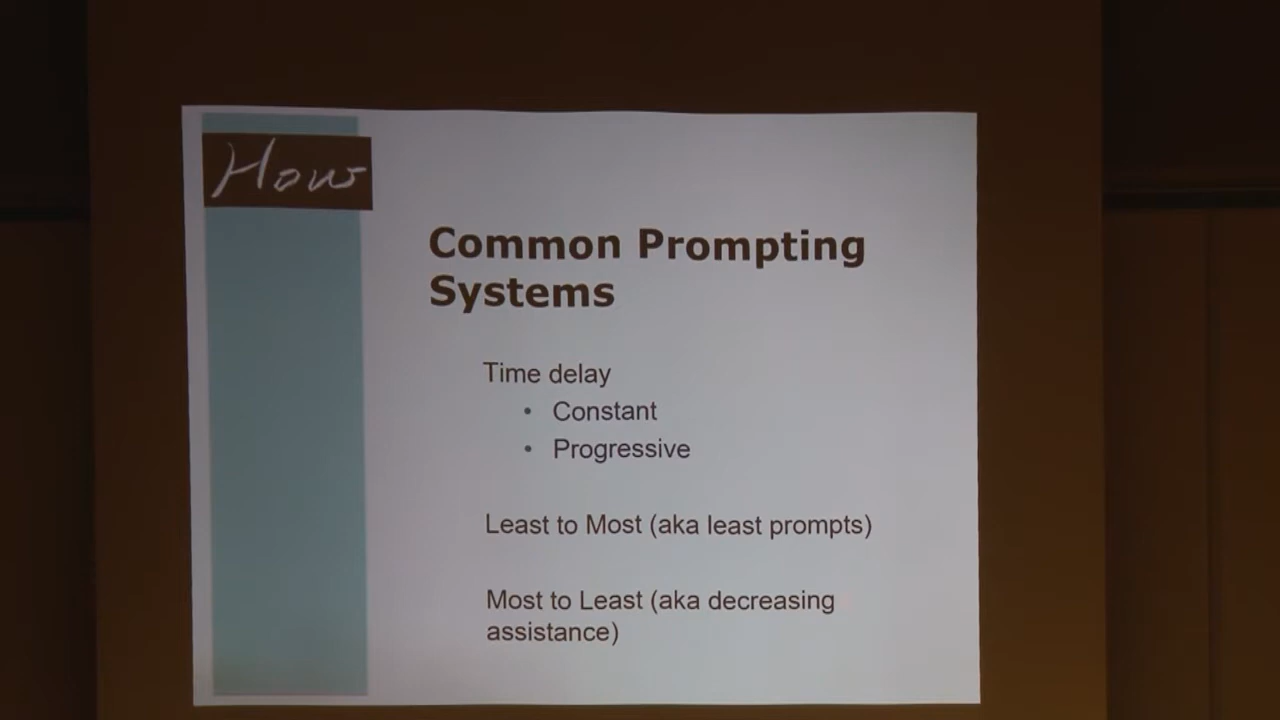 How
Common Prompting
Systems
Time delay
• Constant
• Progressive
Least to Most (aka least prompts)
Most to Least (aka decreasing
assistance)